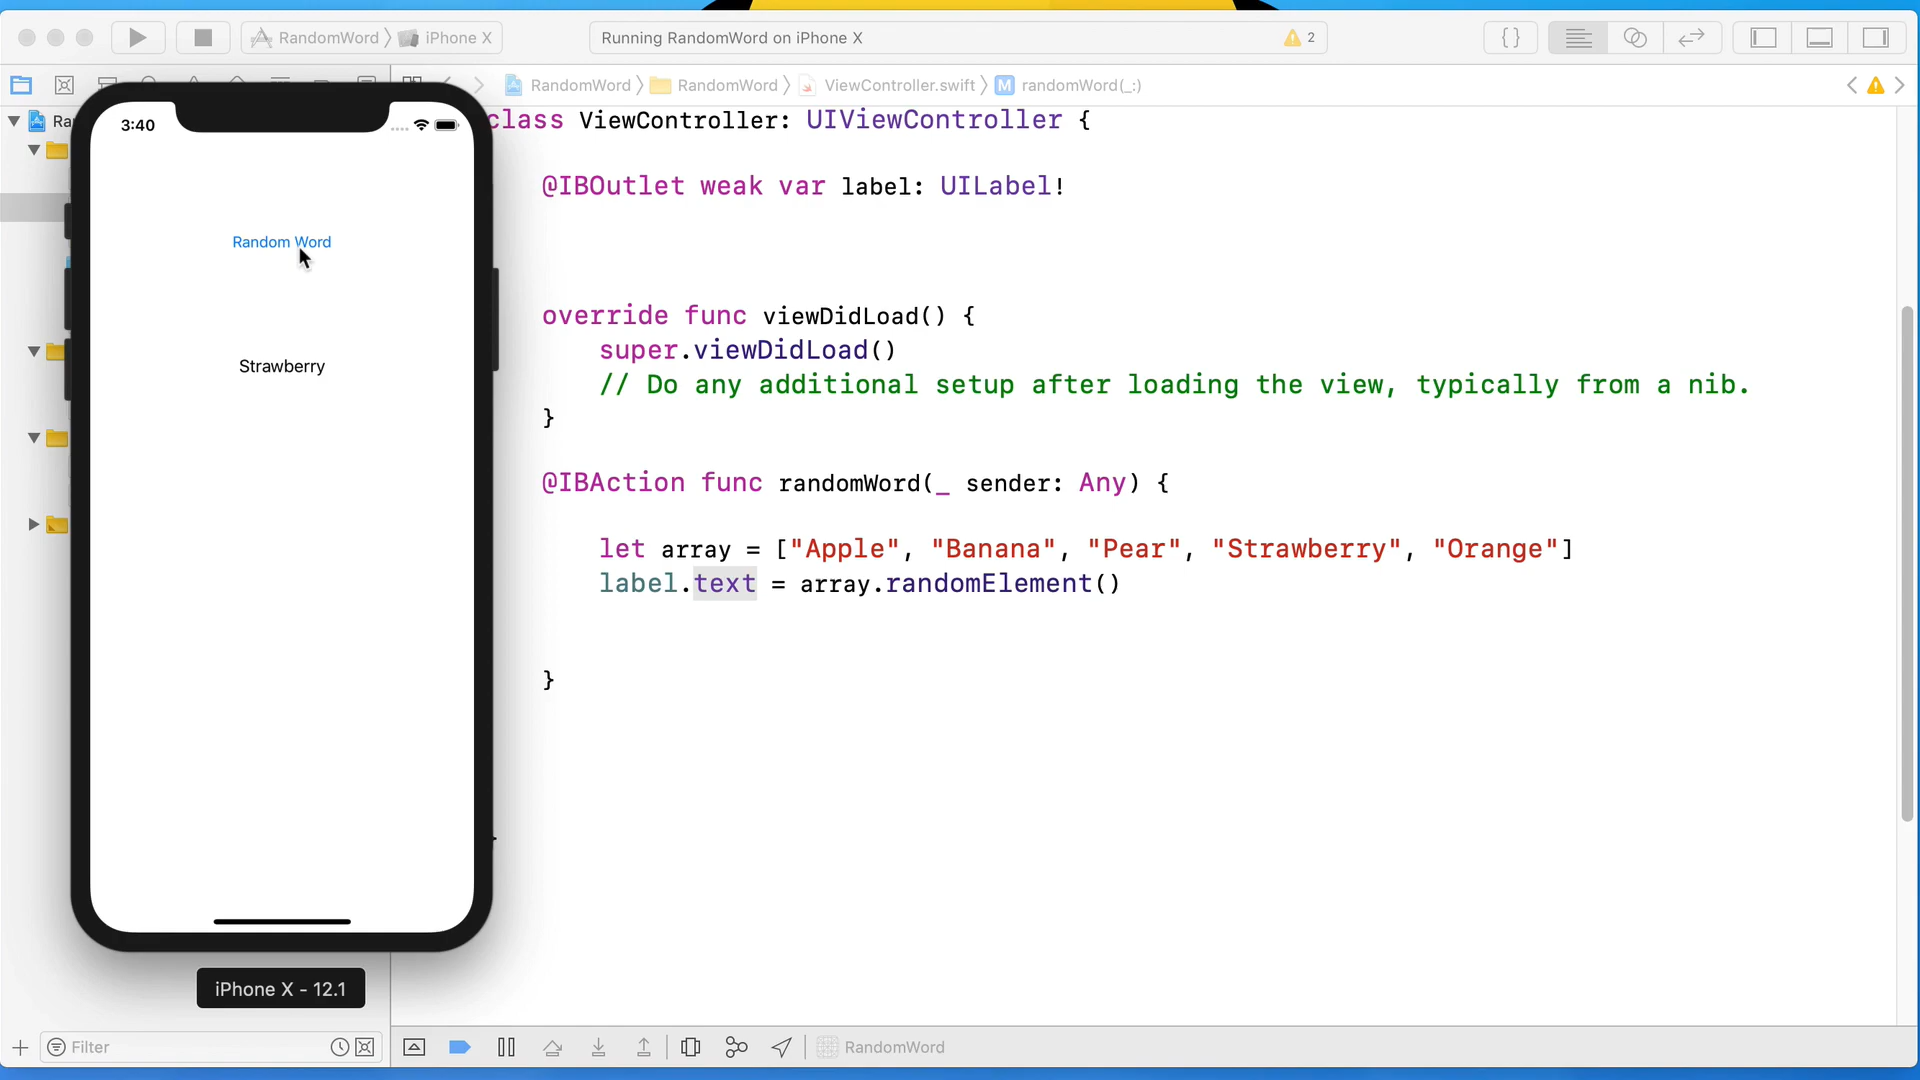 RandomWord
iPhone X
Running RandomWord on iPhone X
2
{}
RandomWord
RandomWord
ViewController.swift
M
randomWord(_:)
3:40
Random Word
Strawberry
class ViewController: UIViewController {
@IBOutlet weak var label: UILabel!
override func viewDidLoad() {
super.viewDidLoad()
// Do any additional setup after loading the view, typically from a nib.
}
@IBAction func randomWord(_ sender: Any) {
let array = ["Apple", "Banana", "Pear", "Strawberry", "Orange"]
label.text = array.randomElement()
}
iPhone X - 12.1
Filter
RandomWord